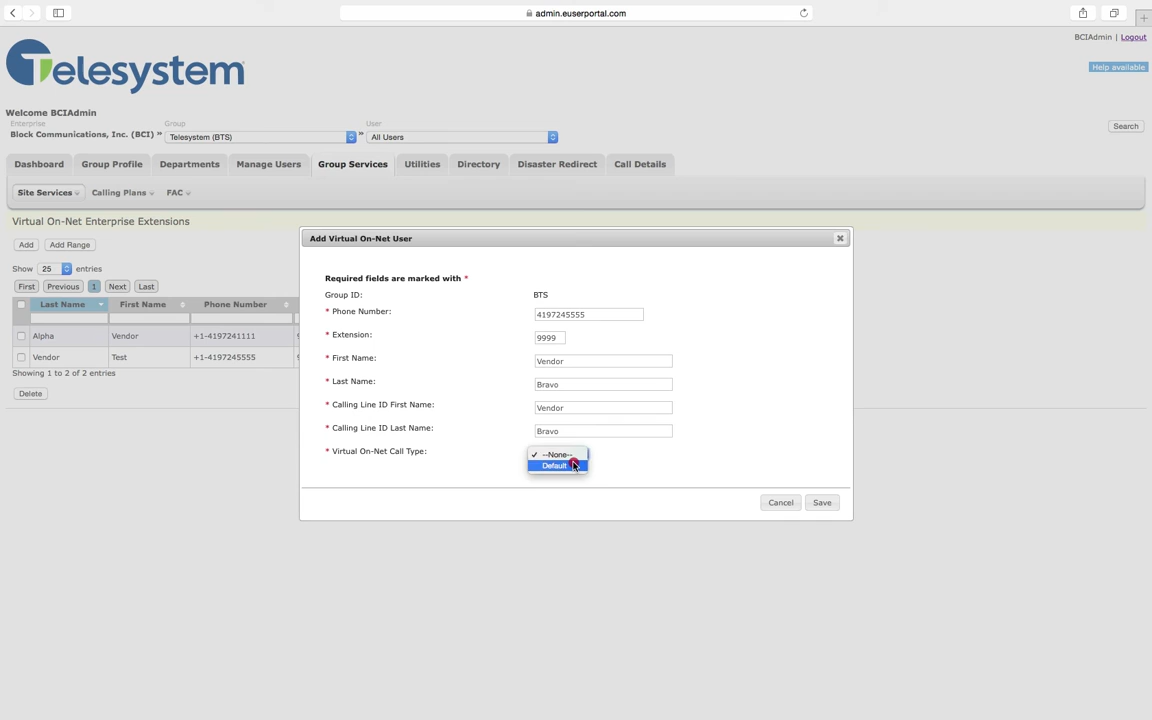 admin.euserportal.com
BCIAdmin | Logout
Telesystem
Help available
Welcome BCIAdmin
Enterprise Group User
Block Communications, Inc. (BCI) » Telesystem (BTS) » All Users
Search
Dashboard Group Profile Departments Manage Users Group Services Utilities Directory Disaster Redirect Call Details
Site Services Calling Plans FAC
Virtual On-Net Enterprise Extensions
Add Add Range
Show 25 entries
First Previous 1 Next Last
Last Name First Name Phone Number
Alpha Vendor +1-4197241111
Vendor Test +1-4197245555
Showing 1 to 2 of 2 entries
Delete
Add Virtual On-Net User
Required fields are marked with *
Group ID: BTS
* Phone Number: 4197245555
* Extension: 9999
* First Name: Vendor
* Last Name: Bravo
* Calling Line ID First Name: Vendor
* Calling Line ID Last Name: Bravo
* Virtual On-Net Call Type: ✓ --None--
Default
Cancel Save